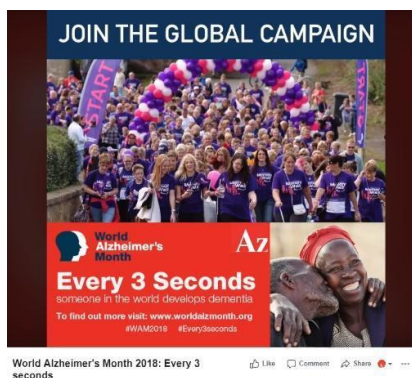 JOIN THE GLOBAL CAMPAIGN
START
START
World
Alzheimer's
Month
Az
Every 3 Seconds
someone in the world develops dementia
To find out more visit: www.worldalzmonth.org
#WAM2018 #Every3seconds
World Alzheimer's Month 2018: Every 3
seconds
Like Comment Share